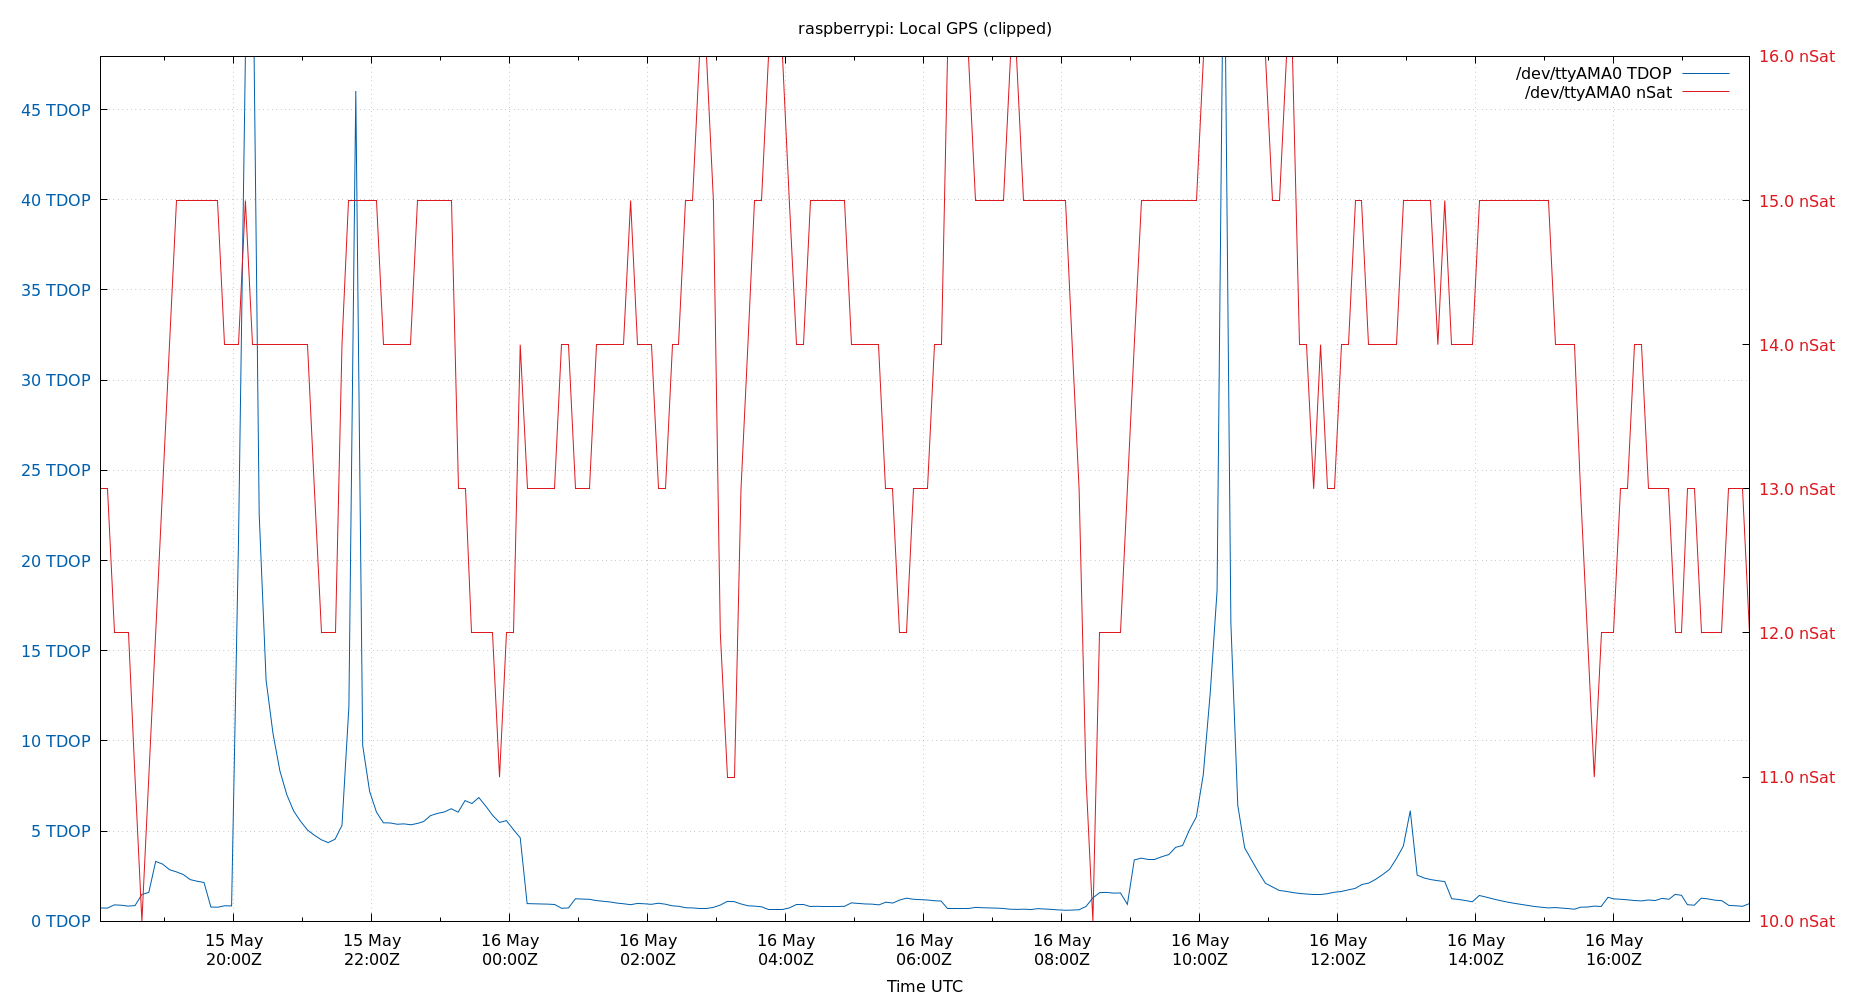 raspberrypi: Local GPS (clipped)
/dev/ttyAMA0 TDOP
/dev/ttyAMA0 nSat
45 TDOP
40 TDOP
35 TDOP
30 TDOP
25 TDOP
20 TDOP
15 TDOP
10 TDOP
5 TDOP
0 TDOP
16.0 nSat
15.0 nSat
14.0 nSat
13.0 nSat
12.0 nSat
11.0 nSat
10.0 nSat
15 May
20:00Z
15 May
22:00Z
16 May
00:00Z
16 May
02:00Z
16 May
04:00Z
16 May
06:00Z
16 May
08:00Z
16 May
10:00Z
16 May
12:00Z
16 May
14:00Z
16 May
16:00Z
Time UTC